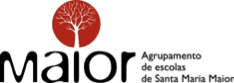 maior
Agrupamento
de escolas
de Santa Maria Maior